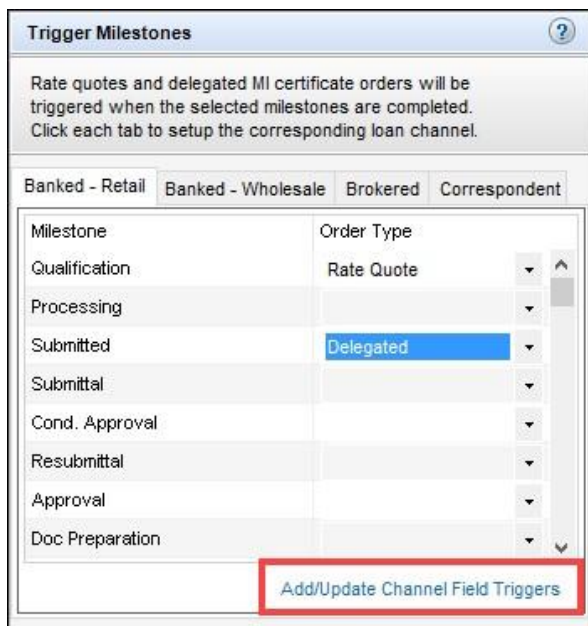 Trigger Milestones ?
Rate quotes and delegated MI certificate orders will be
triggered when the selected milestones are completed.
Click each tab to setup the corresponding loan channel.
Banked - Retail Banked - Wholesale Brokered Correspondent
Milestone Order Type
Qualification Rate Quote
Processing
Submitted Delegated
Submittal
Cond. Approval
Resubmittal
Approval
Doc Preparation
Add/Update Channel Field Triggers